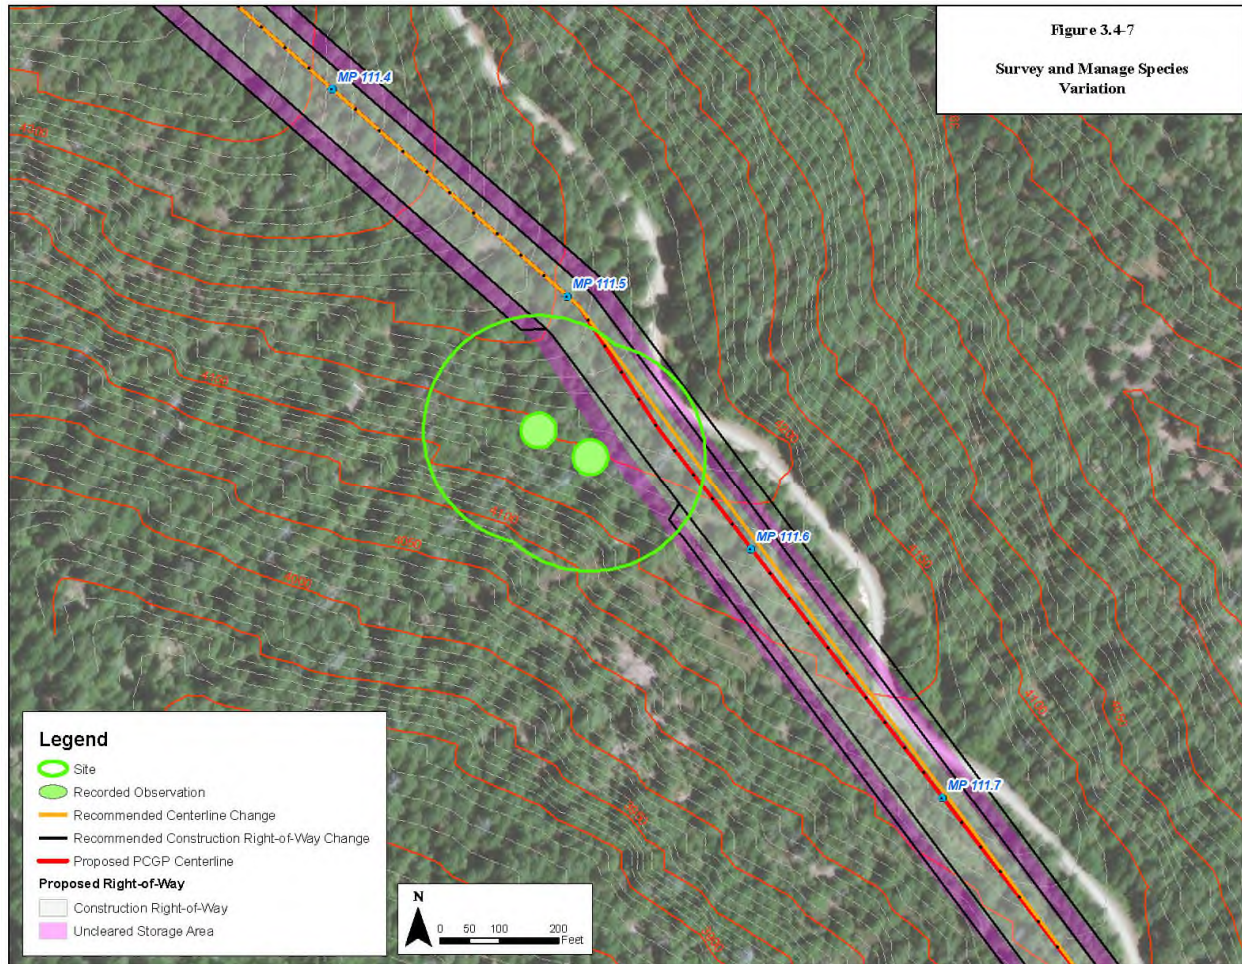 Figure 3.4-7
Survey and Manage Species
Variation
MP 111.4
MP 111.5
MP 111.6
MP 111.7
4100
4100
4050
4000
4100
Legend
Site
Recorded Observation
Recommended Centerline Change
Recommended Construction Right-of-Way Change
Proposed PCGP Centerline
Proposed Right-of-Way
Construction Right-of-Way
Uncleared Storage Area
N
0 50 100 200
Feet